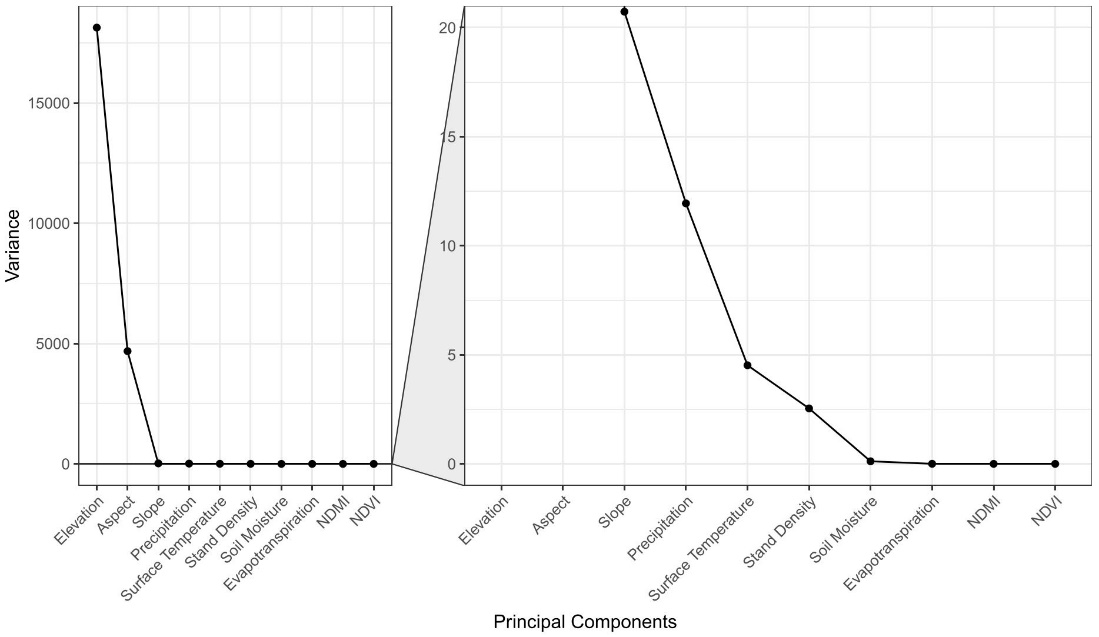 Variance
15000
10000
5000
0
Elevation
Aspect
Slope
Precipitation
Surface Temperature
Stand Density
Soil Moisture
Evapotranspiration
NDMI
NDVI
20
15
10
5
0
Elevation
Aspect
Slope
Precipitation
Surface Temperature
Stand Density
Soil Moisture
Evapotranspiration
NDMI
NDVI
Principal Components